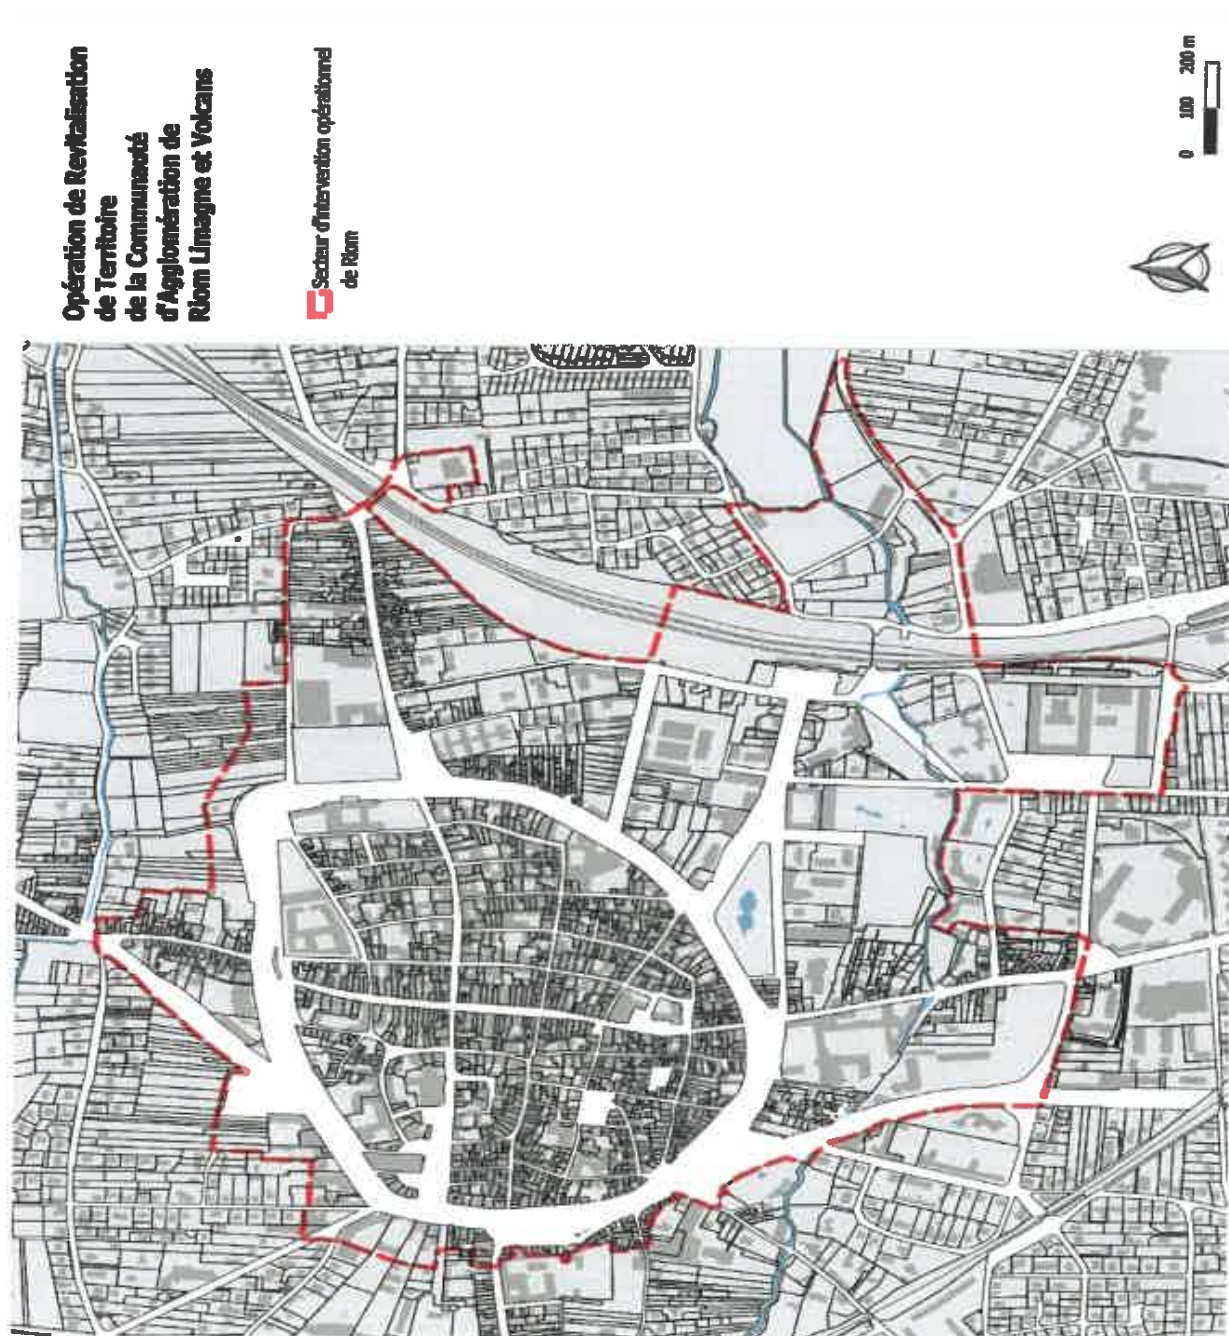 Opération de Revitalisation
de Territoire
de la Communauté
d'Agglomération de
Riom Limagne et Volcans
Secteur d'intervention opérationnel
de Riom
0 100 200 m